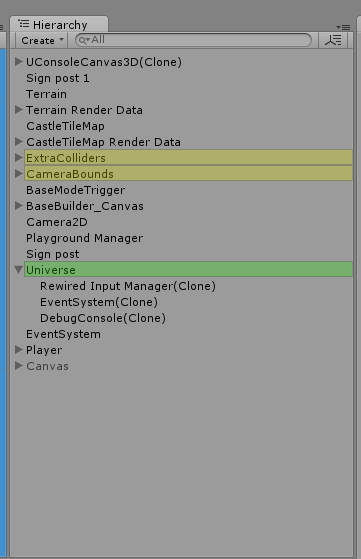 Hierarchy
Create All
UConsoleCanvas3D(Clone)
Sign post 1
Terrain
Terrain Render Data
CastleTileMap
CastleTileMap Render Data
ExtraColliders
CameraBounds
BaseModeTrigger
BaseBuilder_Canvas
Camera2D
Playground Manager
Sign post
Universe
Rewired Input Manager(Clone)
EventSystem(Clone)
DebugConsole(Clone)
EventSystem
Player
Canvas